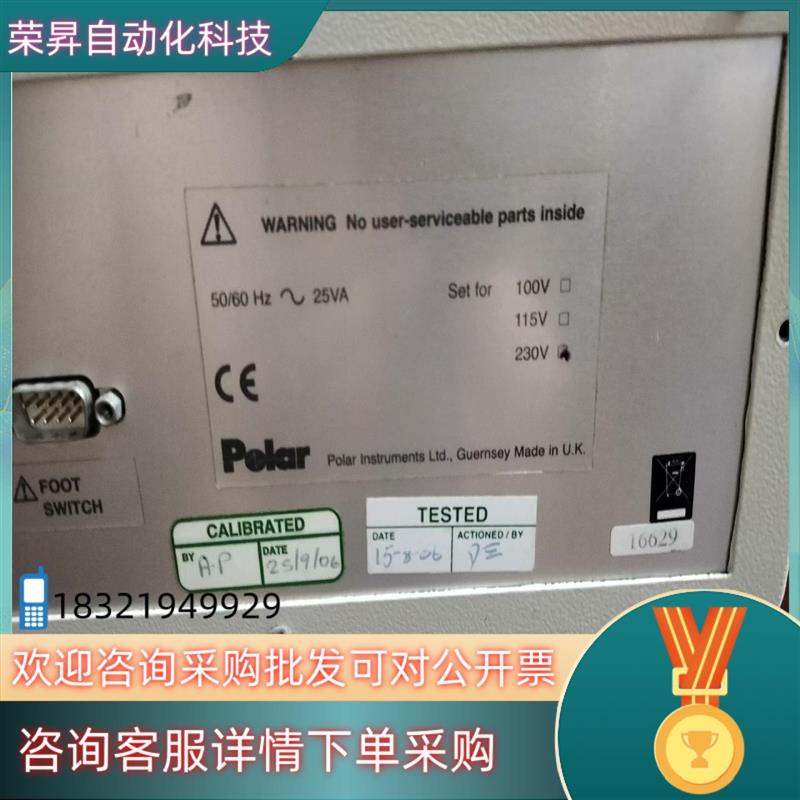 荣昇自动化科技
WARNING No user-serviceable parts inside
50/60 Hz 25VA
Set for 100V
115V
230V
CE
Polar
Polar Instruments Ltd., Guernsey Made in U.K.
FOOT
SWITCH
CALIBRATED
BY A.P DATE 25/9/06
TESTED
DATE 15-8-06 ACTIONED/BY
16629
18321949929
欢迎咨询采购批发可对公开票
咨询客服详情下单采购